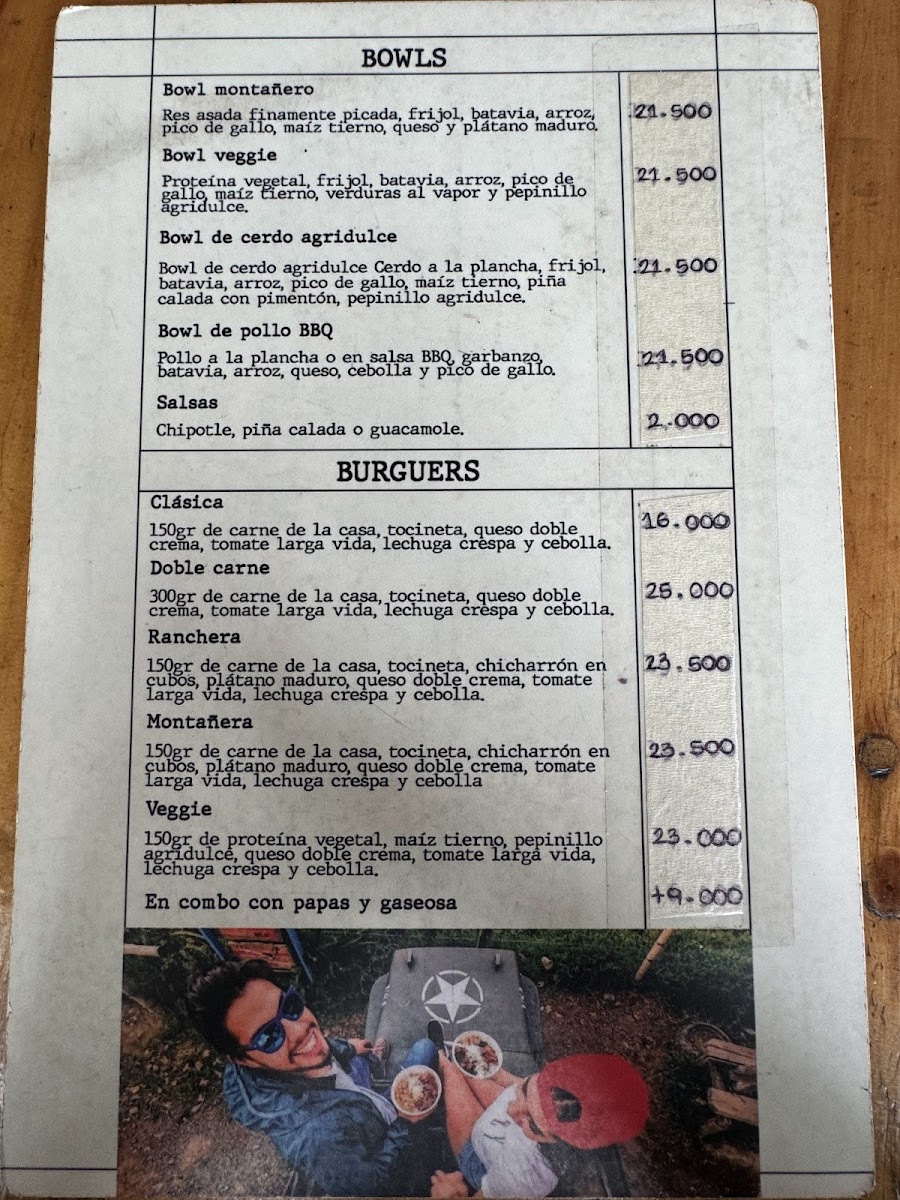 BOWLS
Bowl montañero
Res asada finamente picada, frijol, batavia, arroz, 21.500
pico de gallo, maíz tierno, queso y plátano maduro.
Bowl veggie
Proteína vegetal, frijol, batavia, arroz, pico de 21.500
gallo, maíz tierno, verduras al vapor y pepinillo
agridulce.
Bowl de cerdo agridulce
Bowl de cerdo agridulce Cerdo a la plancha, frijol, 21.500
batavia, arroz, pico de gallo, maíz tierno, piña
calada con pimentón, pepinillo agridulce.
Bowl de pollo BBQ
Pollo a la plancha o en salsa BBQ, garbanzo, 21.500
batavia, arroz, queso, cebolla y pico de gallo.
Salsas
Chipotle, piña calada o guacamole. 2.000
BURGUERS
Clásica
150gr de carne de la casa, tocineta, queso doble 16.000
crema, tomate larga vida, lechuga crespa y cebolla.
Doble carne
300gr de carne de la casa, tocineta, queso doble 25.000
crema, tomate larga vida, lechuga crespa y cebolla.
Ranchera
150gr de carne de la casa, tocineta, chicharrón en 23.500
cubos, plátano maduro, queso doble crema, tomate
larga vida, lechuga crespa y cebolla.
Montañera
150gr de carne de la casa, tocineta, chicharrón en 23.500
cubos, plátano maduro, queso doble crema, tomate
larga vida, lechuga crespa y cebolla
Veggie
150gr de proteína vegetal, maíz tierno, pepinillo 23.000
agridulce, queso doble crema, tomate larga vida,
lechuga crespa y cebolla.
En combo con papas y gaseosa +9.000